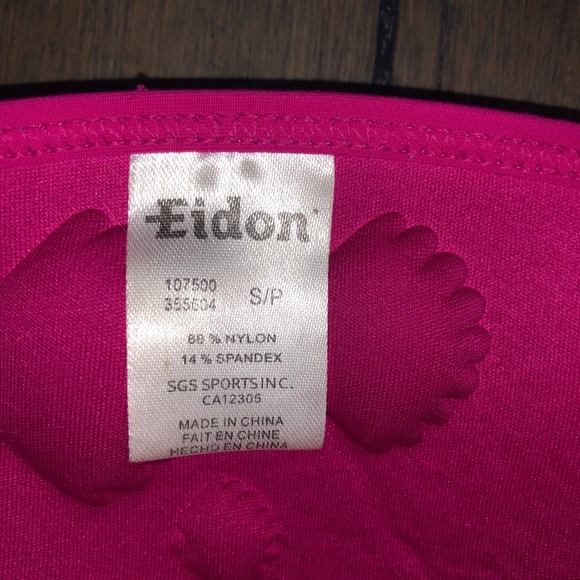 Eidon
107500
355504 S/P
86 % NYLON
14 % SPANDEX
SGS SPORTS INC.
CA12305
MADE IN CHINA
FAIT EN CHINE
HECHO EN CHINA